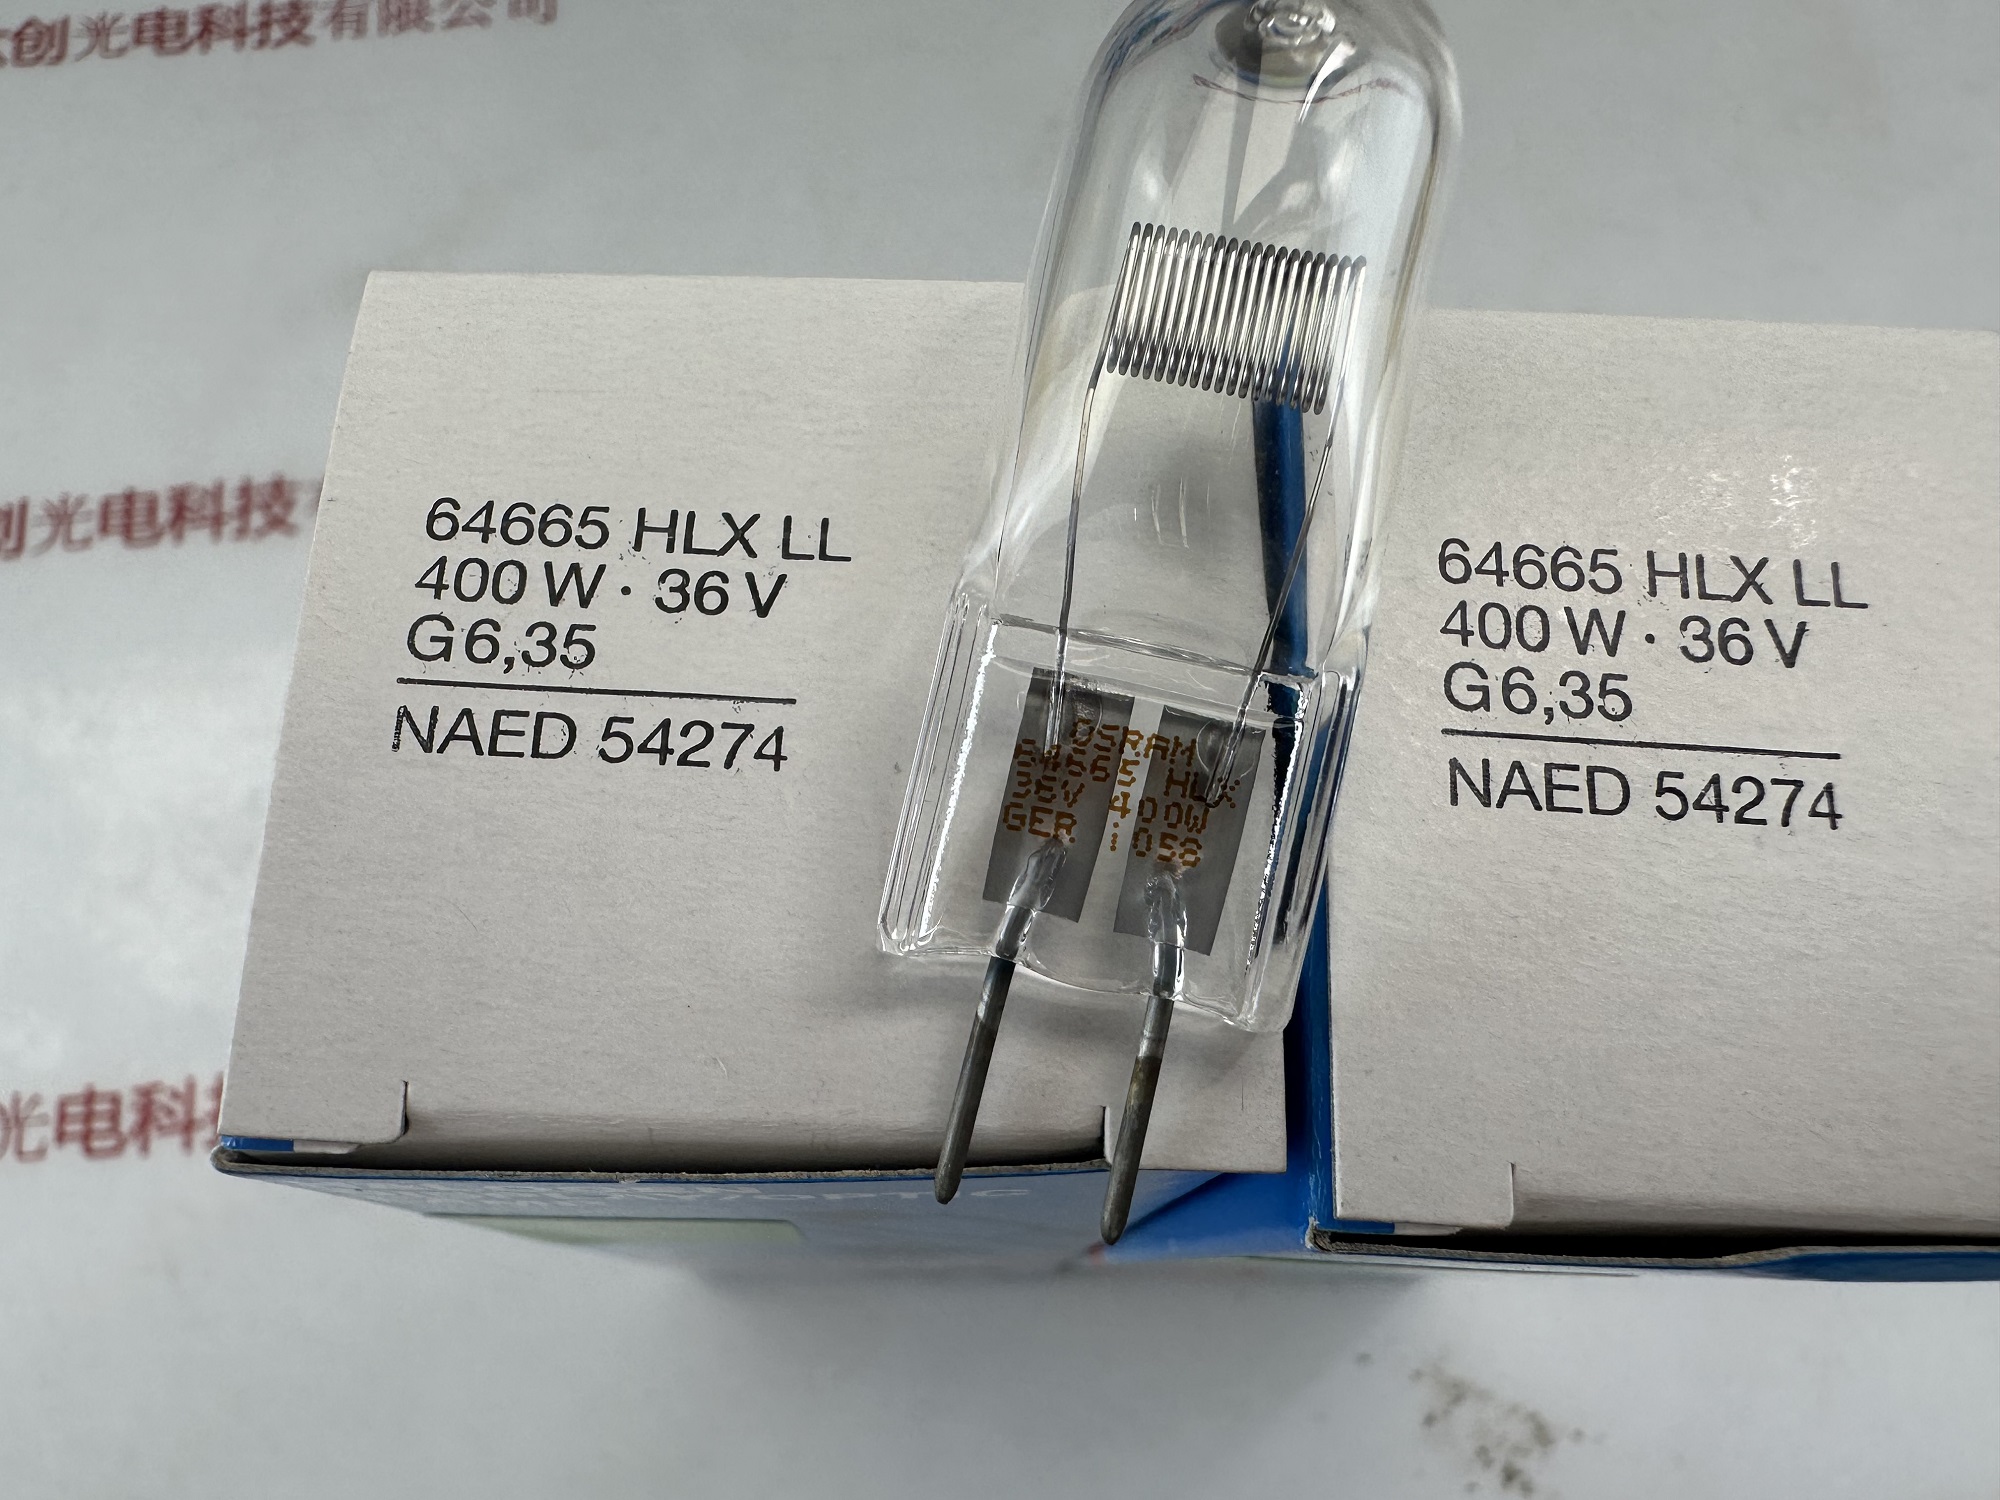 创光电科技有限公司
创光电科技
光电科
64665 HLX LL
400 W · 36 V
G6,35
NAED 54274
OSRAM
64665 HLX
36V 400W
GER i 058
64665 HLX LL
400 W · 36 V
G6,35
NAED 54274